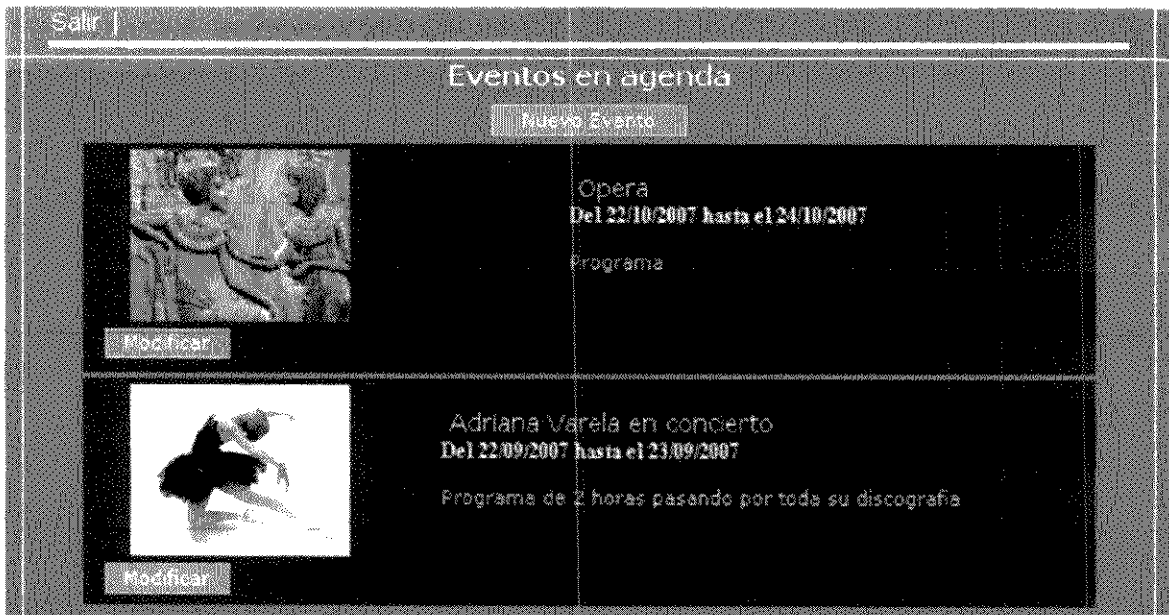 Salir |
Eventos en agenda
Nuevo Evento
Opera
Del 22/10/2007 hasta el 24/10/2007
Programa
Modificar
Adriana Varela en concierto
Del 22/09/2007 hasta el 23/09/2007
Programa de 2 horas pasando por toda su discografia
Modificar